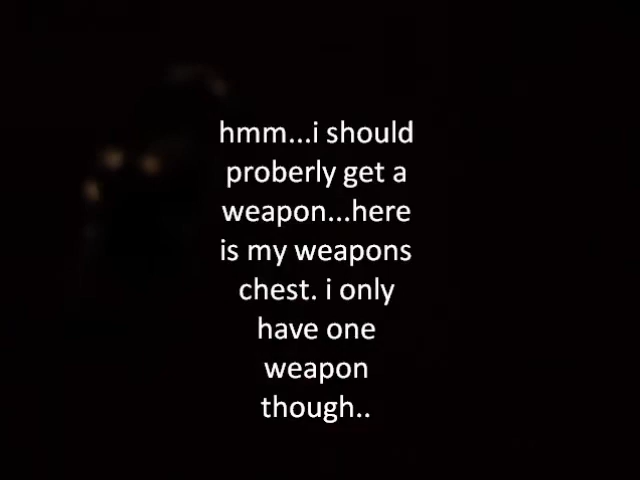 hmm...i should
proberly get a
weapon...here
is my weapons
chest. i only
have one
weapon
though..